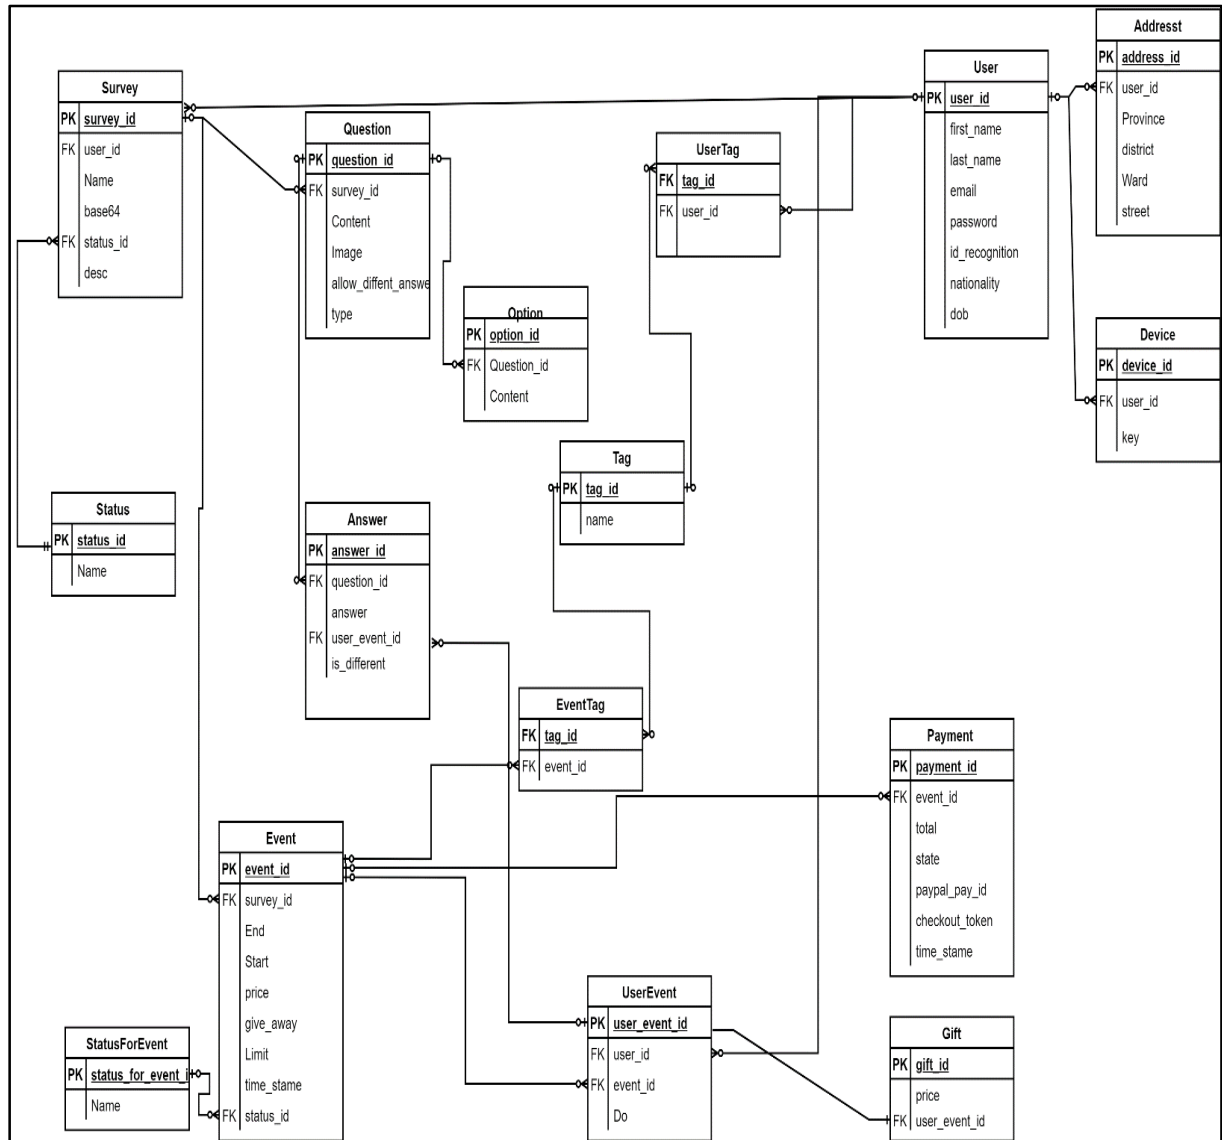 Survey
PK survey_id
FK user_id
Name
base64
FK status_id
desc
Question
PK question_id
FK survey_id
Content
Image
allow_diffent_answe
type
Option
PK option_id
FK Question_id
Content
UserTag
FK tag_id
FK user_id
User
PK user_id
first_name
last_name
email
password
id_recognition
nationality
dob
Addresst
PK address_id
FK user_id
Province
district
Ward
street
Device
PK device_id
FK user_id
key
Tag
PK tag_id
name
Status
PK status_id
Name
Answer
PK answer_id
FK question_id
answer
FK user_event_id
is_different
EventTag
FK tag_id
FK event_id
Payment
PK payment_id
FK event_id
total
state
paypal_pay_id
checkout_token
time_stame
Event
PK event_id
FK survey_id
End
Start
price
give_away
Limit
time_stame
FK status_id
StatusForEvent
PK status_for_event_i
Name
UserEvent
PK user_event_id
FK user_id
FK event_id
Do
Gift
PK gift_id
price
FK user_event_id